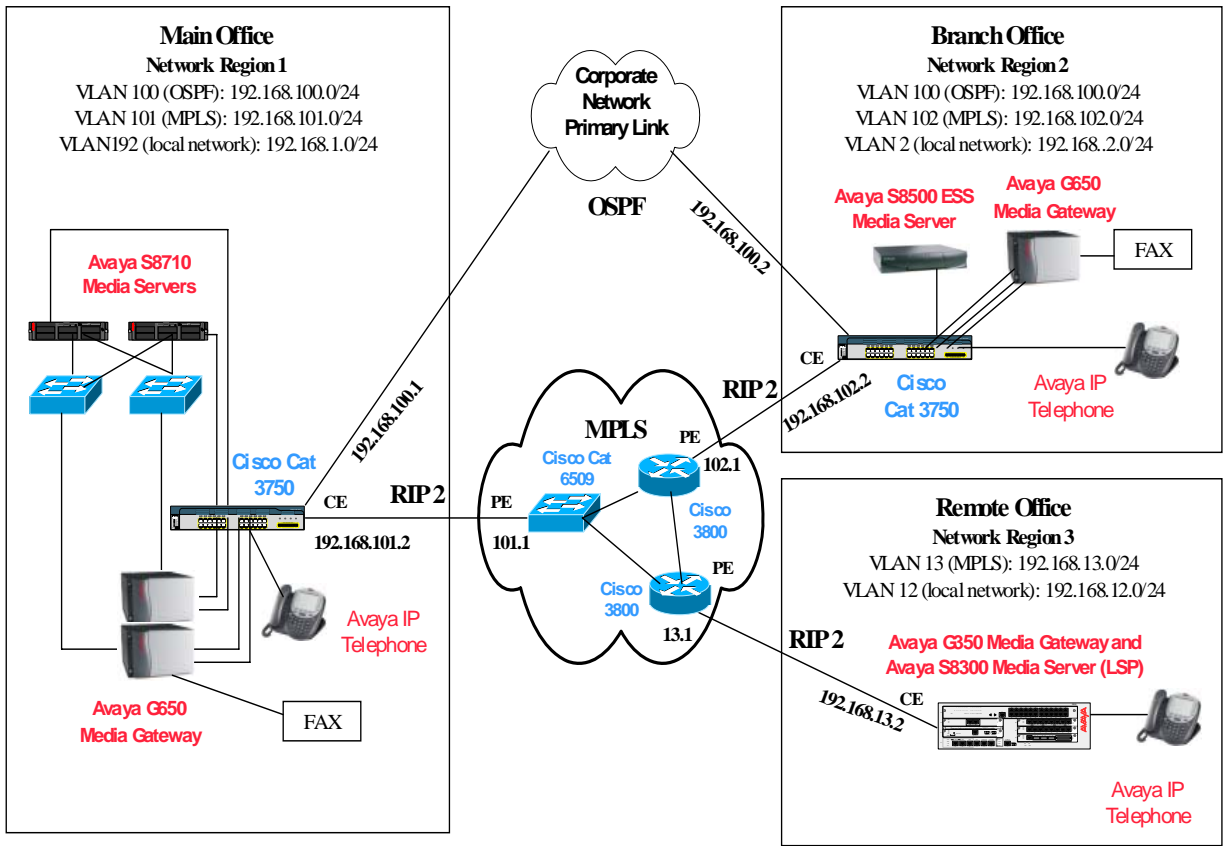 Main Office
Network Region 1
VLAN 100 (OSPF): 192.168.100.0/24
VLAN 101 (MPLS): 192.168.101.0/24
VLAN192 (local network): 192.168.1.0/24
Avaya S8710
Media Servers
Cisco Cat
3750
CE
192.168.101.2
192.168.100.1
RIP 2
Avaya IP
Telephone
Avaya G650
Media Gateway
FAX
Corporate
Network
Primary Link
OSPF
192.168.100.2
MPLS
Cisco Cat
6509
PE
101.1
PE
102.1
Cisco
3800
PE
Cisco
3800
13.1
RIP 2
192.168.102.2
RIP 2
192.168.13.2
Branch Office
Network Region 2
VLAN 100 (OSPF): 192.168.100.0/24
VLAN 102 (MPLS): 192.168.102.0/24
VLAN 2 (local network): 192.168..2.0/24
Avaya S8500 ESS
Media Server
Avaya G650
Media Gateway
FAX
CE
Cisco
Cat 3750
Avaya IP
Telephone
Remote Office
Network Region 3
VLAN 13 (MPLS): 192.168.13.0/24
VLAN 12 (local network): 192.168.12.0/24
Avaya G350 Media Gateway and
Avaya S8300 Media Server (LSP)
CE
AVAYA
Avaya IP
Telephone